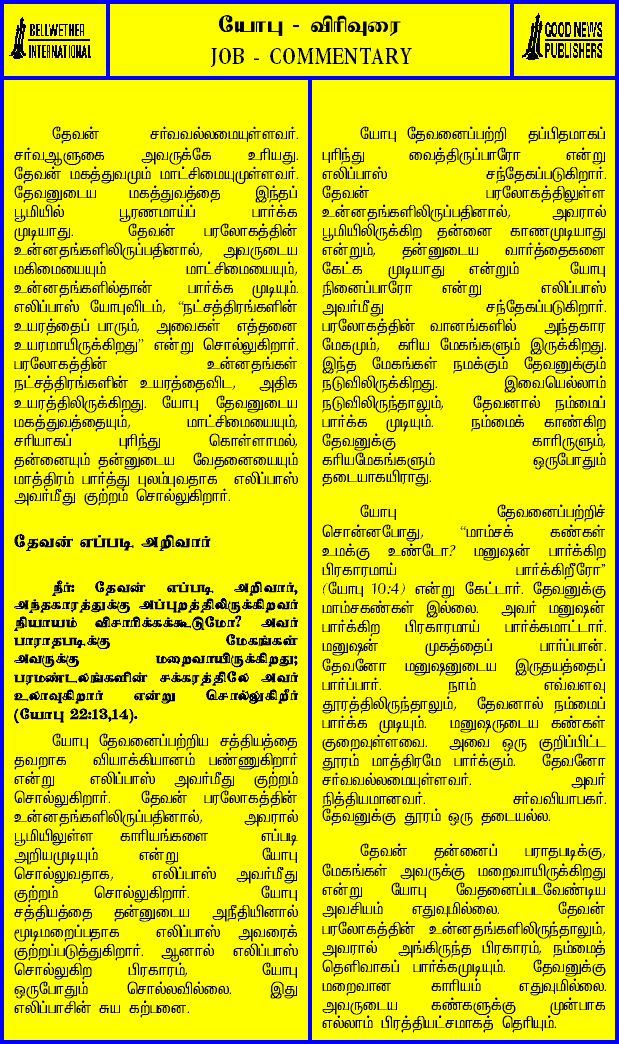 BELLWETHER
INTERNATIONAL
யோபு - விரிவுரை
JOB - COMMENTARY
GOOD NEWS
PUBLISHERS
தேவன் சர்வவல்லமையுள்ளவர்.
சர்வஆளுகை அவருக்கே உரியது.
தேவன் மகத்துவமும் மாட்சிமையுமுள்ளவர்.
தேவனுடைய மகத்துவத்தை இந்தப்
பூமியில் பூரணமாய்ப் பார்க்க
முடியாது. தேவன் பரலோகத்தின்
உன்னதங்களிலிருப்பதினால், அவருடைய
மகிமையையும் மாட்சிமையையும்,
உன்னதங்களில்தான் பார்க்க முடியும்.
எலிப்பாஸ் யோபுவிடம், “நட்சத்திரங்களின்
உயரத்தைப் பாரும், அவைகள் எத்தனை
உயரமாயிருக்கிறது” என்று சொல்லுகிறார்.
பரலோகத்தின் உன்னதங்கள்
நட்சத்திரங்களின் உயரத்தைவிட, அதிக
உயரத்திலிருக்கிறது. யோபு தேவனுடைய
மகத்துவத்தையும், மாட்சிமையையும்,
சரியாகப் புரிந்து கொள்ளாமல்,
தன்னையும் தன்னுடைய வேதனையையும்
மாத்திரம் பார்த்து புலம்புவதாக எலிப்பாஸ்
அவர்மீது குற்றம் சொல்லுகிறார்.
தேவன் எப்படி அறிவார்
நீர்: தேவன் எப்படி அறிவார்,
அந்தகாரத்துக்கு அப்புறத்திலிருக்கிறவர்
நியாயம் விசாரிக்கக்கூடுமோ? அவர்
பாராதபடிக்கு மேகங்கள்
அவருக்கு மறைவாயிருக்கிறது;
பரமண்டலங்களின் சக்கரத்திலே அவர்
உலாவுகிறார் என்று சொல்லுகிறீர்
(யோபு 22:13,14).
யோபு தேவனைப்பற்றிய சத்தியத்தை
தவறாக வியாக்கியானம் பண்ணுகிறார்
என்று எலிப்பாஸ் அவர்மீது குற்றம்
சொல்லுகிறார். தேவன் பரலோகத்தின்
உன்னதங்களிலிருப்பதினால், அவரால்
பூமியிலுள்ள காரியங்களை எப்படி
அறியமுடியும் என்று யோபு
சொல்லுவதாக, எலிப்பாஸ் அவர்மீது
குற்றம் சொல்லுகிறார். யோபு
சத்தியத்தை தன்னுடைய அநீதியினால்
மூடிமறைப்பதாக எலிப்பாஸ் அவரைக்
குற்றப்படுத்துகிறார். ஆனால் எலிப்பாஸ்
சொல்லுகிற பிரகாரம், யோபு
ஒருபோதும் சொல்லவில்லை. இது
எலிப்பாசின் சுய கற்பனை.
யோபு தேவனைப்பற்றி தப்பிதமாகப்
புரிந்து வைத்திருப்பாரோ என்று
எலிப்பாஸ் சந்தேகப்படுகிறார்.
தேவன் பரலோகத்திலுள்ள
உன்னதங்களிலிருப்பதினால், அவரால்
பூமியிலிருக்கிற தன்னை காணமுடியாது
என்றும், தன்னுடைய வார்த்தைகளை
கேட்க முடியாது என்றும் யோபு
நினைப்பாரோ என்று எலிப்பாஸ்
அவர்மீது சந்தேகப்படுகிறார்.
பரலோகத்தின் வானங்களில் அந்தகார
மேகமும், கரிய மேகங்களும் இருக்கிறது.
இந்த மேகங்கள் நமக்கும் தேவனுக்கும்
நடுவிலிருக்கிறது. இவையெல்லாம்
நடுவிலிருந்தாலும், தேவனால் நம்மைப்
பார்க்க முடியும். நம்மைக் காண்கிற
தேவனுக்கு காரிருளும்,
கரியமேகங்களும் ஒருபோதும்
தடையாகயிராது.
யோபு தேவனைப்பற்றிச்
சொன்னபோது, “மாம்சக் கண்கள்
உமக்கு உண்டோ? மனுஷன் பார்க்கிற
பிரகாரமாய் பார்க்கிறீரோ”
(யோபு 10:4) என்று கேட்டார். தேவனுக்கு
மாம்சகண்கள் இல்லை. அவர் மனுஷன்
பார்க்கிற பிரகாரமாய் பார்க்கமாட்டார்.
மனுஷன் முகத்தைப் பார்ப்பான்.
தேவனோ மனுஷனுடைய இருதயத்தைப்
பார்ப்பார். நாம் எவ்வளவு
தூரத்திலிருந்தாலும், தேவனால் நம்மைப்
பார்க்க முடியும். மனுஷருடைய கண்கள்
குறைவுள்ளவை. அவை ஒரு குறிப்பிட்ட
தூரம் மாத்திரமே பார்க்கும். தேவனோ
சர்வவல்லமையுள்ளவர். அவர்
நித்தியமானவர். சர்வவியாபகர்.
தேவனுக்கு தூரம் ஒரு தடையல்ல.
தேவன் தன்னைப் பராதபடிக்கு,
மேகங்கள் அவருக்கு மறைவாயிருக்கிறது
என்று யோபு வேதனைப்படவேண்டிய
அவசியம் எதுவுமில்லை. தேவன்
பரலோகத்தின் உன்னதங்களிலிருந்தாலும்,
அவரால் அங்கிருந்த பிரகாரம், நம்மைத்
தெளிவாகப் பார்க்கமுடியும். தேவனுக்கு
மறைவான காரியம் எதுவுமில்லை.
அவருடைய கண்களுக்கு முன்பாக
எல்லாம் பிரத்தியட்சமாகத் தெரியும்.